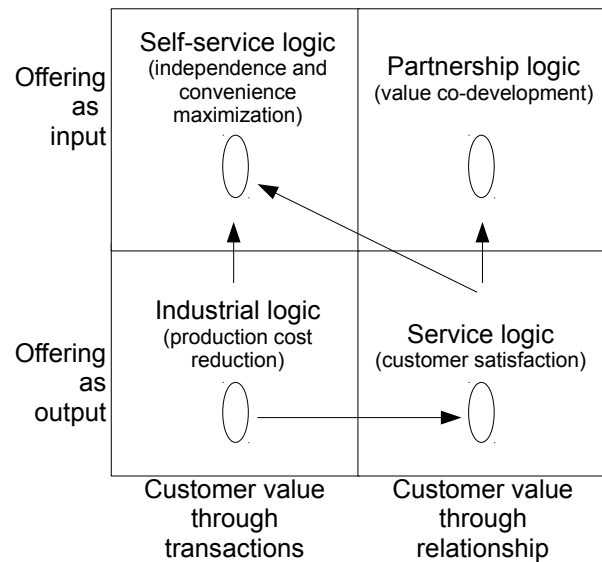 Offering
as
input
Self-service logic
(independence and
convenience
maximization)
Partnership logic
(value co-development)
Offering
as
output
Industrial logic
(production cost
reduction)
Service logic
(customer satisfaction)
Customer value
through
transactions
Customer value
through
relationship